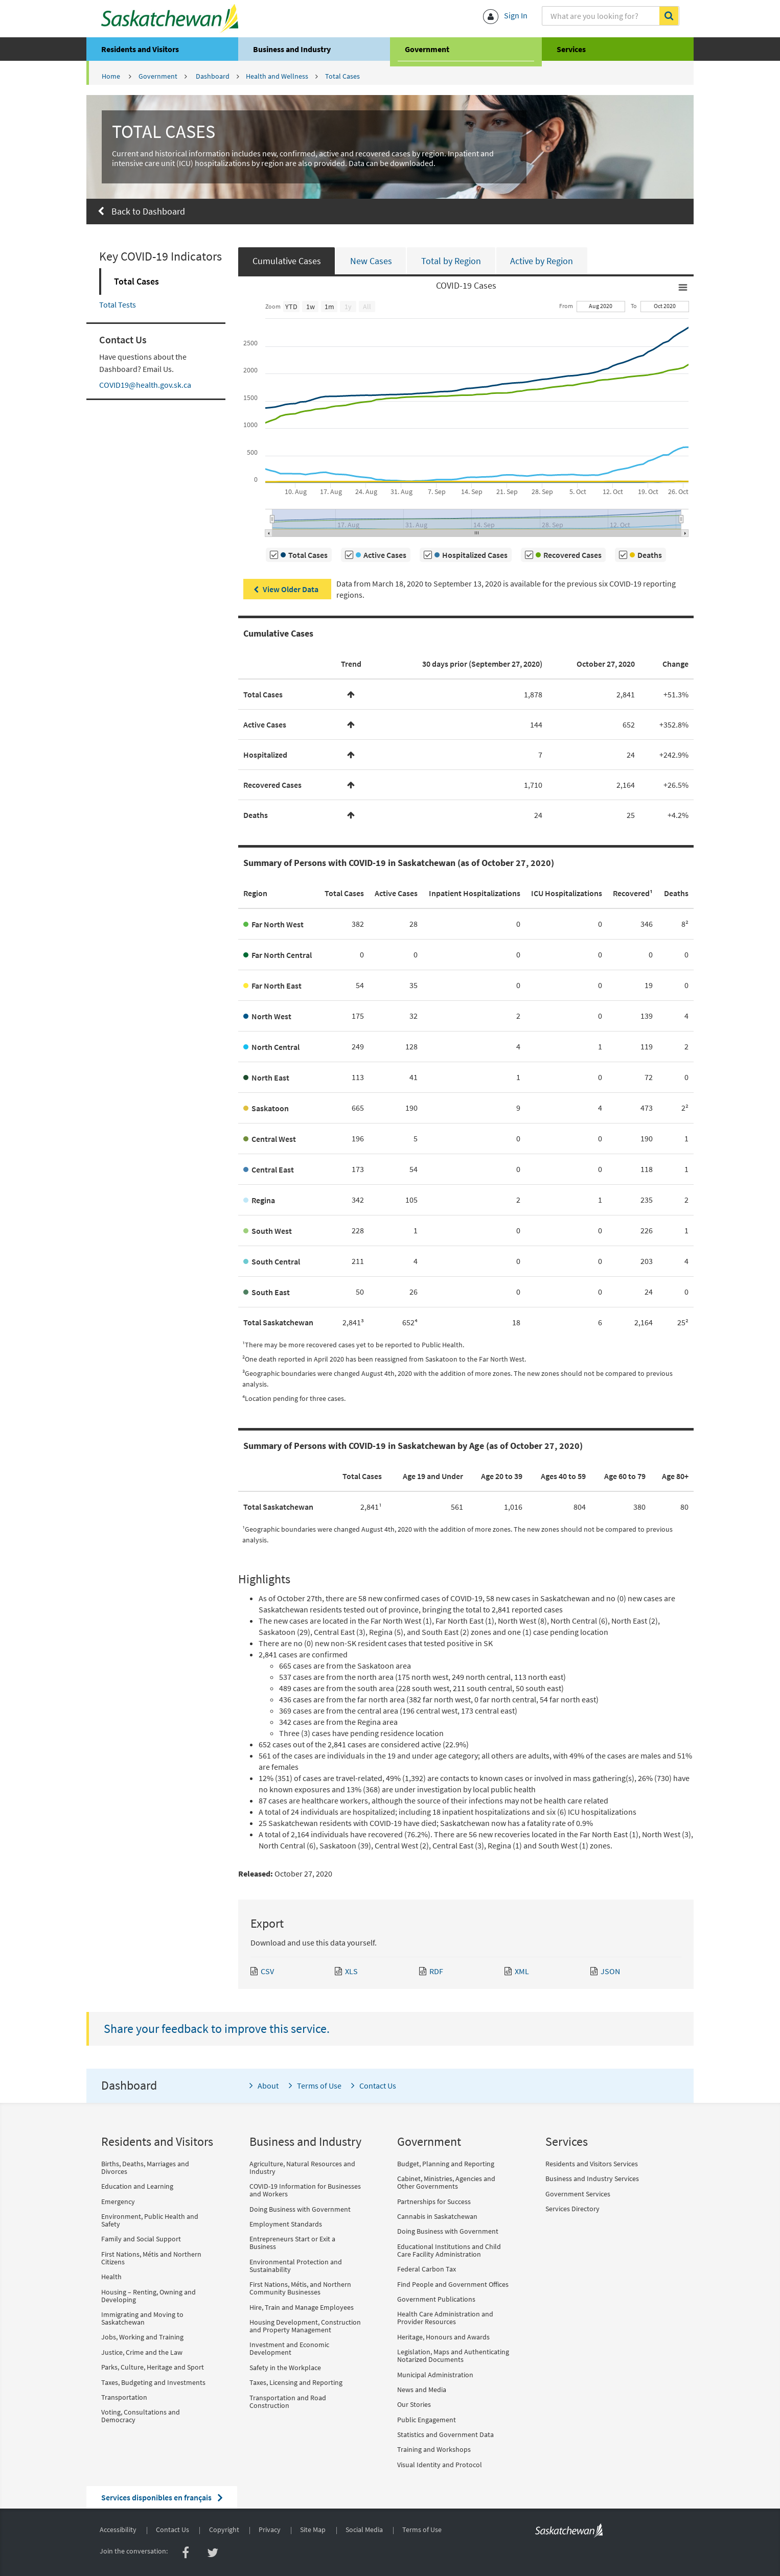 Saskatchewan
Sign In
What are you looking for?
Residents and Visitors
Business and Industry
Government
Services
Home > Government > Dashboard > Health and Wellness > Total Cases
TOTAL CASES
Current and historical information includes new, confirmed, active and recovered cases by region. Inpatient and
intensive care unit (ICU) hospitalizations by region are also provided. Data can be downloaded.
Back to Dashboard
Key COVID-19 Indicators
Total Cases
Total Tests
Contact Us
Have questions about the
Dashboard? Email Us.
COVID19@health.gov.sk.ca
Cumulative Cases New Cases Total by Region Active by Region
COVID-19 Cases
Zoom YTD 1w 1m 1y All From Aug 2020 To Oct 2020
2500
2000
1500
1000
500
0
10. Aug 17. Aug 24. Aug 31. Aug 7. Sep 14. Sep 21. Sep 28. Sep 5. Oct 12. Oct 19. Oct 26. Oct
17. Aug 31. Aug 14. Sep 28. Sep 12. Oct
Total Cases Active Cases Hospitalized Cases Recovered Cases Deaths
View Older Data
Data from March 18, 2020 to September 13, 2020 is available for the previous six COVID-19 reporting
regions.
Cumulative Cases
Trend 30 days prior (September 27, 2020) October 27, 2020 Change
Total Cases 1,878 2,841 +51.3%
Active Cases 144 652 +352.8%
Hospitalized 7 24 +242.9%
Recovered Cases 1,710 2,164 +26.5%
Deaths 24 25 +4.2%
Summary of Persons with COVID-19 in Saskatchewan (as of October 27, 2020)
Region Total Cases Active Cases Inpatient Hospitalizations ICU Hospitalizations Recovered¹ Deaths
Far North West 382 28 0 0 346 8²
Far North Central 0 0 0 0 0 0
Far North East 54 35 0 0 19 0
North West 175 32 2 0 139 4
North Central 249 128 4 1 119 2
North East 113 41 1 0 72 0
Saskatoon 665 190 9 4 473 2²
Central West 196 5 0 0 190 1
Central East 173 54 0 0 118 1
Regina 342 105 2 1 235 2
South West 228 1 0 0 226 1
South Central 211 4 0 0 203 4
South East 50 26 0 0 24 0
Total Saskatchewan 2,841³ 652⁴ 18 6 2,164 25²
¹There may be more recovered cases yet to be reported to Public Health.
²One death reported in April 2020 has been reassigned from Saskatoon to the Far North West.
³Geographic boundaries were changed August 4th, 2020 with the addition of more zones. The new zones should not be compared to previous
analysis.
⁴Location pending for three cases.
Summary of Persons with COVID-19 in Saskatchewan by Age (as of October 27, 2020)
Total Cases Age 19 and Under Age 20 to 39 Ages 40 to 59 Age 60 to 79 Age 80+
Total Saskatchewan 2,841¹ 561 1,016 804 380 80
¹Geographic boundaries were changed August 4th, 2020 with the addition of more zones. The new zones should not be compared to previous
analysis.
Highlights
As of October 27th, there are 58 new confirmed cases of COVID-19, 58 new cases in Saskatchewan and no (0) new cases are
Saskatchewan residents tested out of province, bringing the total to 2,841 reported cases
The new cases are located in the Far North West (1), Far North East (1), North West (8), North Central (6), North East (2),
Saskatoon (29), Central East (3), Regina (5), and South East (2) zones and one (1) case pending location
There are no (0) new non-SK resident cases that tested positive in SK
2,841 cases are confirmed
665 cases are from the Saskatoon area
537 cases are from the north area (175 north west, 249 north central, 113 north east)
489 cases are from the south area (228 south west, 211 south central, 50 south east)
436 cases are from the far north area (382 far north west, 0 far north central, 54 far north east)
369 cases are from the central area (196 central west, 173 central east)
342 cases are from the Regina area
Three (3) cases have pending residence location
652 cases out of the 2,841 cases are considered active (22.9%)
561 of the cases are individuals in the 19 and under age category; all others are adults, with 49% of the cases are males and 51%
are females
12% (351) of cases are travel-related, 49% (1,392) are contacts to known cases or involved in mass gathering(s), 26% (730) have
no known exposures and 13% (368) are under investigation by local public health
87 cases are healthcare workers, although the source of their infections may not be health care related
A total of 24 individuals are hospitalized; including 18 inpatient hospitalizations and six (6) ICU hospitalizations
25 Saskatchewan residents with COVID-19 have died; Saskatchewan now has a fatality rate of 0.9%
A total of 2,164 individuals have recovered (76.2%). There are 56 new recoveries located in the Far North East (1), North West (3),
North Central (6), Saskatoon (39), Central West (2), Central East (3), Regina (1) and South West (1) zones.
Released: October 27, 2020
Export
Download and use this data yourself.
CSV XLS RDF XML JSON
Share your feedback to improve this service.
Dashboard
About Terms of Use Contact Us
Residents and Visitors
Births, Deaths, Marriages and
Divorces
Education and Learning
Emergency
Environment, Public Health and
Safety
Family and Social Support
First Nations, Métis and Northern
Citizens
Health
Housing – Renting, Owning and
Developing
Immigrating and Moving to
Saskatchewan
Jobs, Working and Training
Justice, Crime and the Law
Parks, Culture, Heritage and Sport
Taxes, Budgeting and Investments
Transportation
Voting, Consultations and
Democracy
Business and Industry
Agriculture, Natural Resources and
Industry
COVID-19 Information for Businesses
and Workers
Doing Business with Government
Employment Standards
Entrepreneurs Start or Exit a
Business
Environmental Protection and
Sustainability
First Nations, Métis, and Northern
Community Businesses
Hire, Train and Manage Employees
Housing Development, Construction
and Property Management
Investment and Economic
Development
Safety in the Workplace
Taxes, Licensing and Reporting
Transportation and Road
Construction
Government
Budget, Planning and Reporting
Cabinet, Ministries, Agencies and
Other Governments
Partnerships for Success
Cannabis in Saskatchewan
Doing Business with Government
Educational Institutions and Child
Care Facility Administration
Federal Carbon Tax
Find People and Government Offices
Government Publications
Health Care Administration and
Provider Resources
Heritage, Honours and Awards
Legislation, Maps and Authenticating
Notarized Documents
Municipal Administration
News and Media
Our Stories
Public Engagement
Statistics and Government Data
Training and Workshops
Visual Identity and Protocol
Services
Residents and Visitors Services
Business and Industry Services
Government Services
Services Directory
Services disponibles en français
Accessibility | Contact Us | Copyright | Privacy | Site Map | Social Media | Terms of Use
Saskatchewan
Join the conversation: